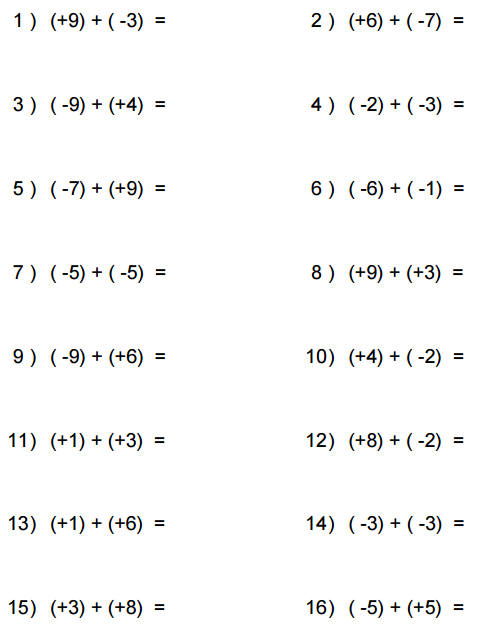 1 ) (+9) + ( -3) =
2 ) (+6) + ( -7) =
3 ) ( -9) + (+4) =
4 ) ( -2) + ( -3) =
5 ) ( -7) + (+9) =
6 ) ( -6) + ( -1) =
7 ) ( -5) + ( -5) =
8 ) (+9) + (+3) =
9 ) ( -9) + (+6) =
10) (+4) + ( -2) =
11) (+1) + (+3) =
12) (+8) + ( -2) =
13) (+1) + (+6) =
14) ( -3) + ( -3) =
15) (+3) + (+8) =
16) ( -5) + (+5) =